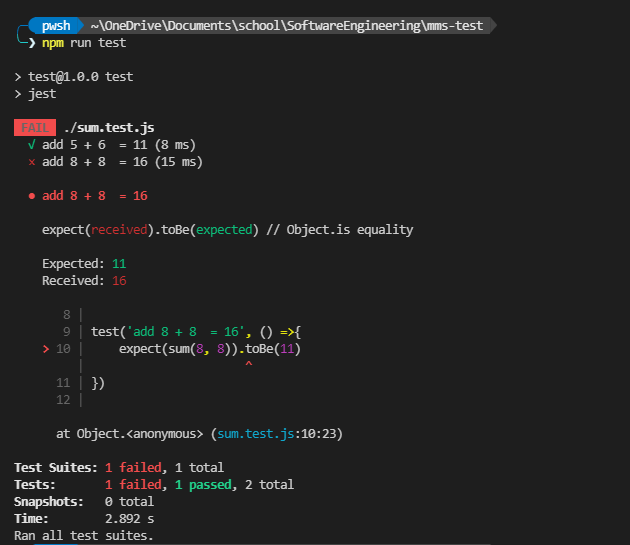 pwsh ~\OneDrive\Documents\school\SoftwareEngineering\mms-test
❯ npm run test
> test@1.0.0 test
> jest
FAIL ./sum.test.js
√ add 5 + 6  = 11 (8 ms)
× add 8 + 8  = 16 (15 ms)
● add 8 + 8  = 16
expect(received).toBe(expected) // Object.is equality
Expected: 11
Received: 16
8 |
9 | test('add 8 + 8  = 16', () =>{
> 10 |     expect(sum(8, 8)).toBe(11)
|                       ^
11 | })
12 |
at Object.<anonymous> (sum.test.js:10:23)
Test Suites: 1 failed, 1 total
Tests:       1 failed, 1 passed, 2 total
Snapshots:   0 total
Time:        2.892 s
Ran all test suites.